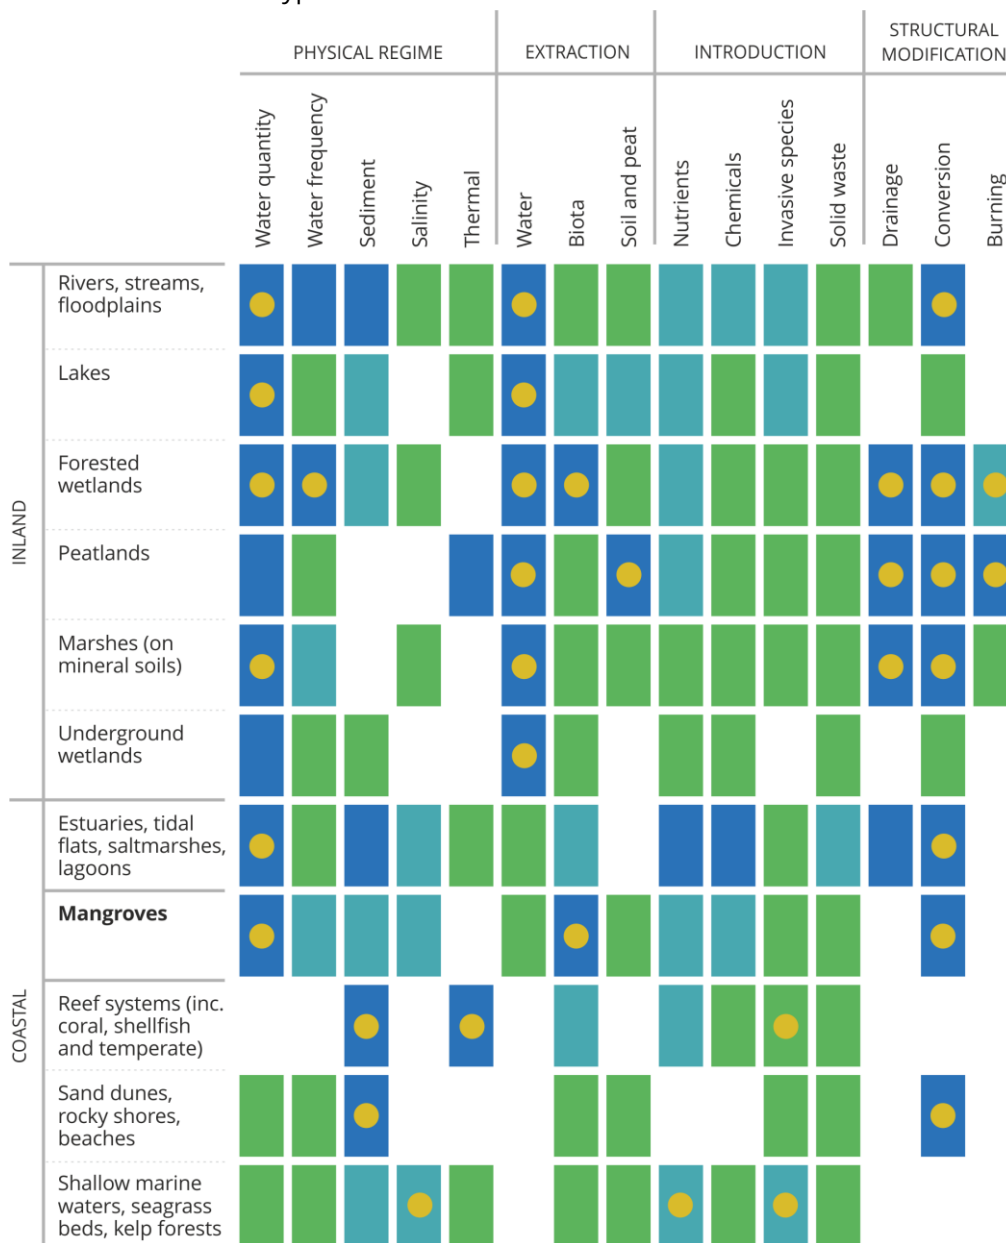 PHYSICAL REGIME
EXTRACTION
INTRODUCTION
STRUCTURAL
MODIFICATION
Water quantity
Water frequency
Sediment
Salinity
Thermal
Water
Biota
Soil and peat
Nutrients
Chemicals
Invasive species
Solid waste
Drainage
Conversion
Burning
INLAND
Rivers, streams,
floodplains
Lakes
Forested
wetlands
Peatlands
Marshes (on
mineral soils)
Underground
wetlands
COASTAL
Estuaries, tidal
flats, saltmarshes,
lagoons
Mangroves
Reef systems (inc.
coral, shellfish
and temperate)
Sand dunes,
rocky shores,
beaches
Shallow marine
waters, seagrass
beds, kelp forests